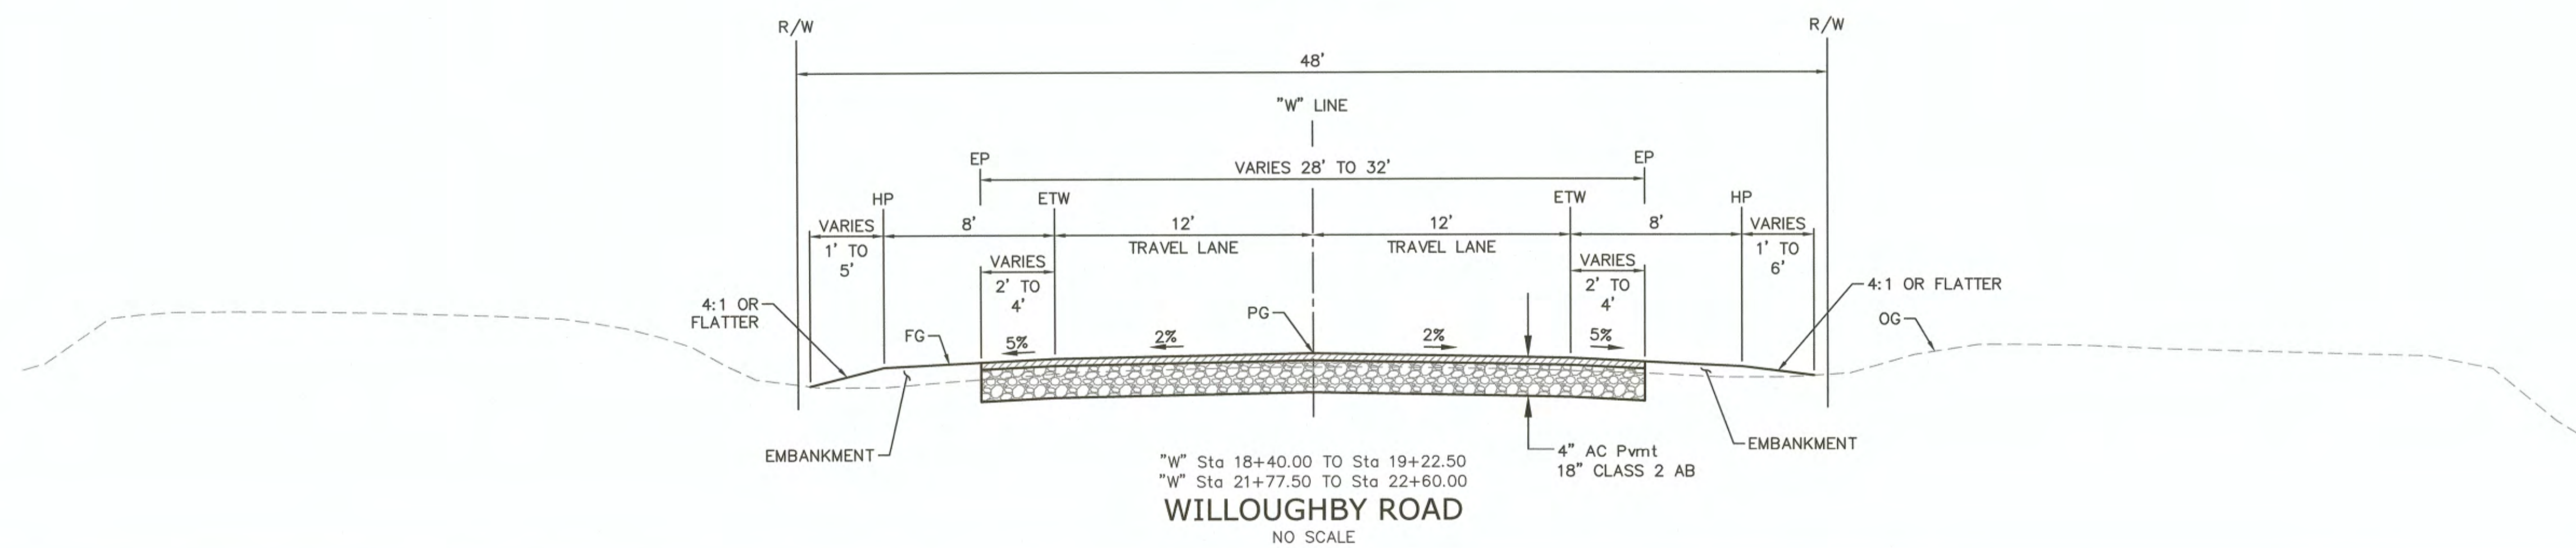 R/W
R/W
48'
"W" LINE
EP
EP
VARIES 28' TO 32'
HP
ETW
ETW
HP
VARIES
8'
12'
12'
8'
VARIES
1' TO
5'
TRAVEL LANE
TRAVEL LANE
1' TO
6'
VARIES
2' TO
4'
VARIES
2' TO
4'
4:1 OR
FLATTER
4:1 OR FLATTER
FG
PG
OG
5%
2%
2%
5%
EMBANKMENT
EMBANKMENT
4" AC Pvmt
18" CLASS 2 AB
"W" Sta 18+40.00 TO Sta 19+22.50
"W" Sta 21+77.50 TO Sta 22+60.00
WILLOUGHBY ROAD
NO SCALE